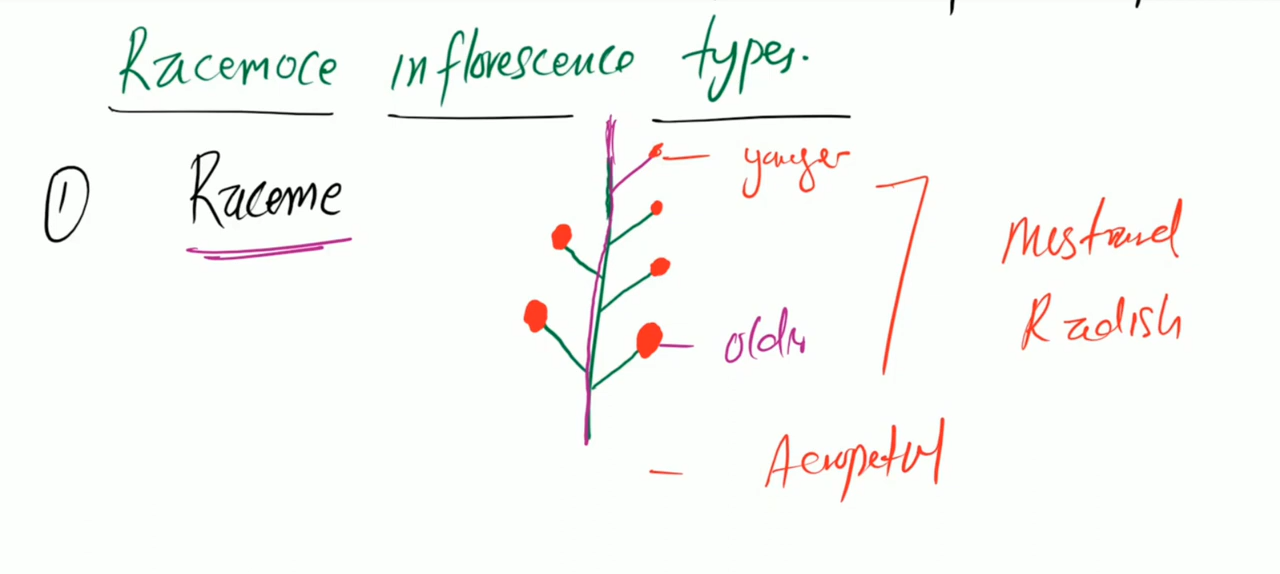 Racemoce inflorescence types.
① Raceme
younger
older
Mustard
Radish
Acropetal